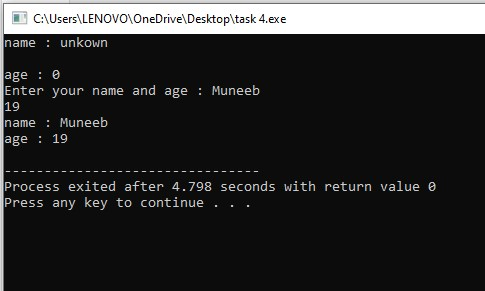 C:\Users\LENOVO\OneDrive\Desktop\task 4.exe
name : unkown
age : 0
Enter your name and age : Muneeb
19
name : Muneeb
age : 19
--------------------------------
Process exited after 4.798 seconds with return value 0
Press any key to continue . . .